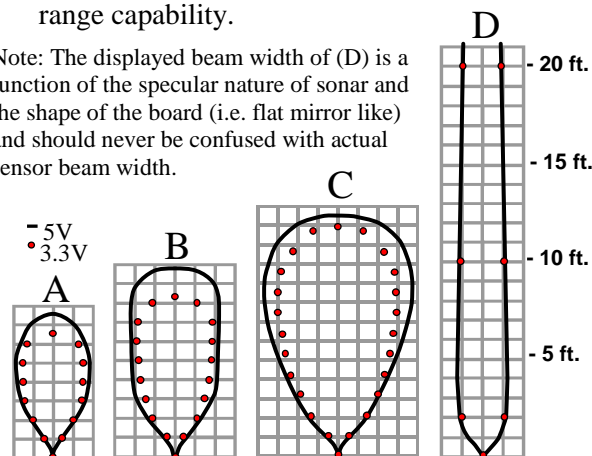 range capability.
Note: The displayed beam width of (D) is a
function of the specular nature of sonar and
the shape of the board (i.e. flat mirror like)
and should never be confused with actual
sensor beam width.
D
- 20 ft.
- 15 ft.
- 10 ft.
- 5 ft.
C
B
A
5V
3.3V